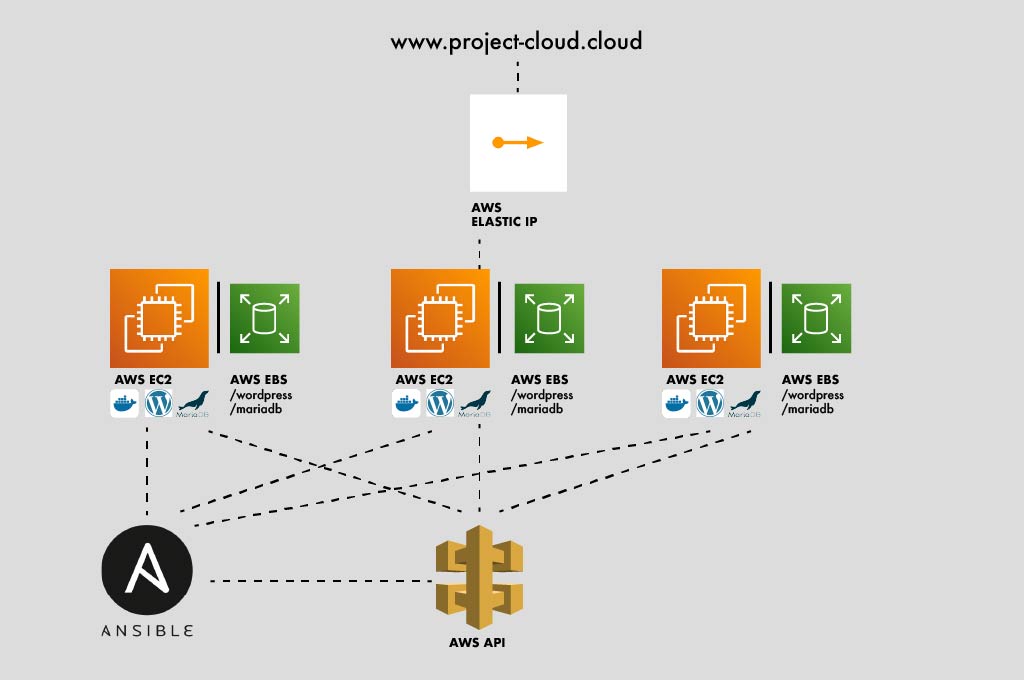 www.project-cloud.cloud
AWS
ELASTIC IP
AWS EC2
MariaDB
AWS EBS
/wordpress
/mariadb
AWS EC2
MariaDB
AWS EBS
/wordpress
/mariadb
AWS EC2
MariaDB
AWS EBS
/wordpress
/mariadb
ANSIBLE
AWS API